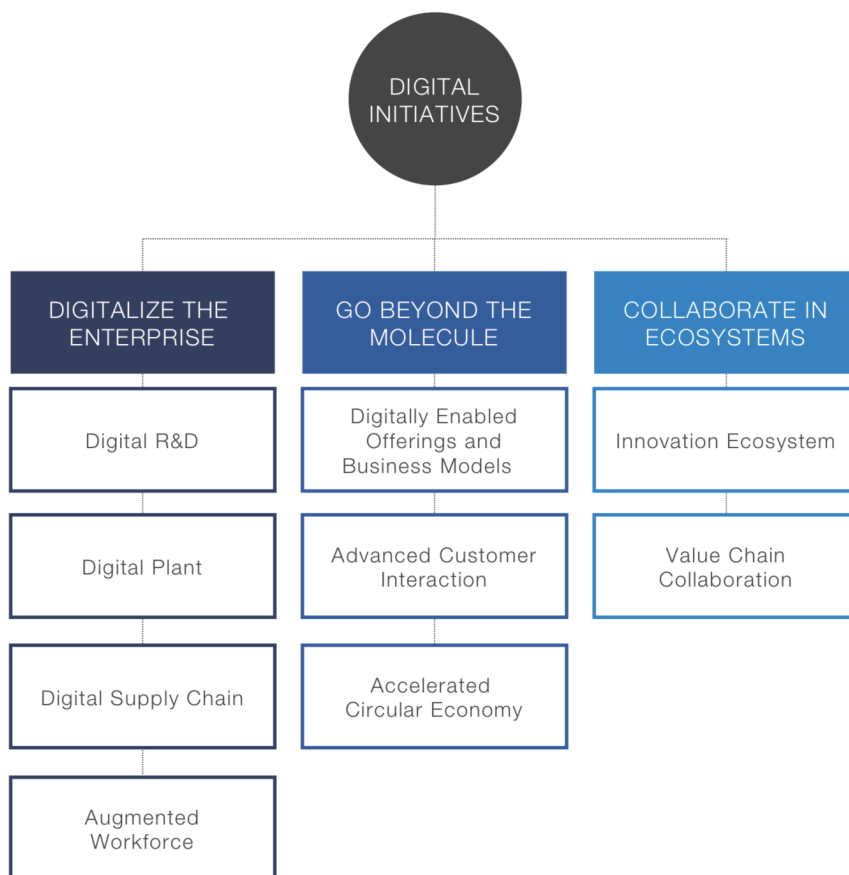 DIGITAL
INITIATIVES
DIGITALIZE THE
ENTERPRISE
Digital R&D
Digital Plant
Digital Supply Chain
Augmented
Workforce
GO BEYOND THE
MOLECULE
Digitally Enabled
Offerings and
Business Models
Advanced Customer
Interaction
Accelerated
Circular Economy
COLLABORATE IN
ECOSYSTEMS
Innovation Ecosystem
Value Chain
Collaboration